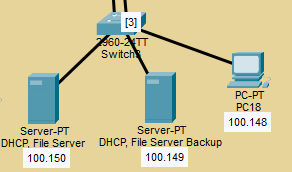 [3]
2960-24TT
Switch3
Server-PT
DHCP, File Server
100.150
Server-PT
DHCP, File Server Backup
100.149
PC-PT
PC18
100.148